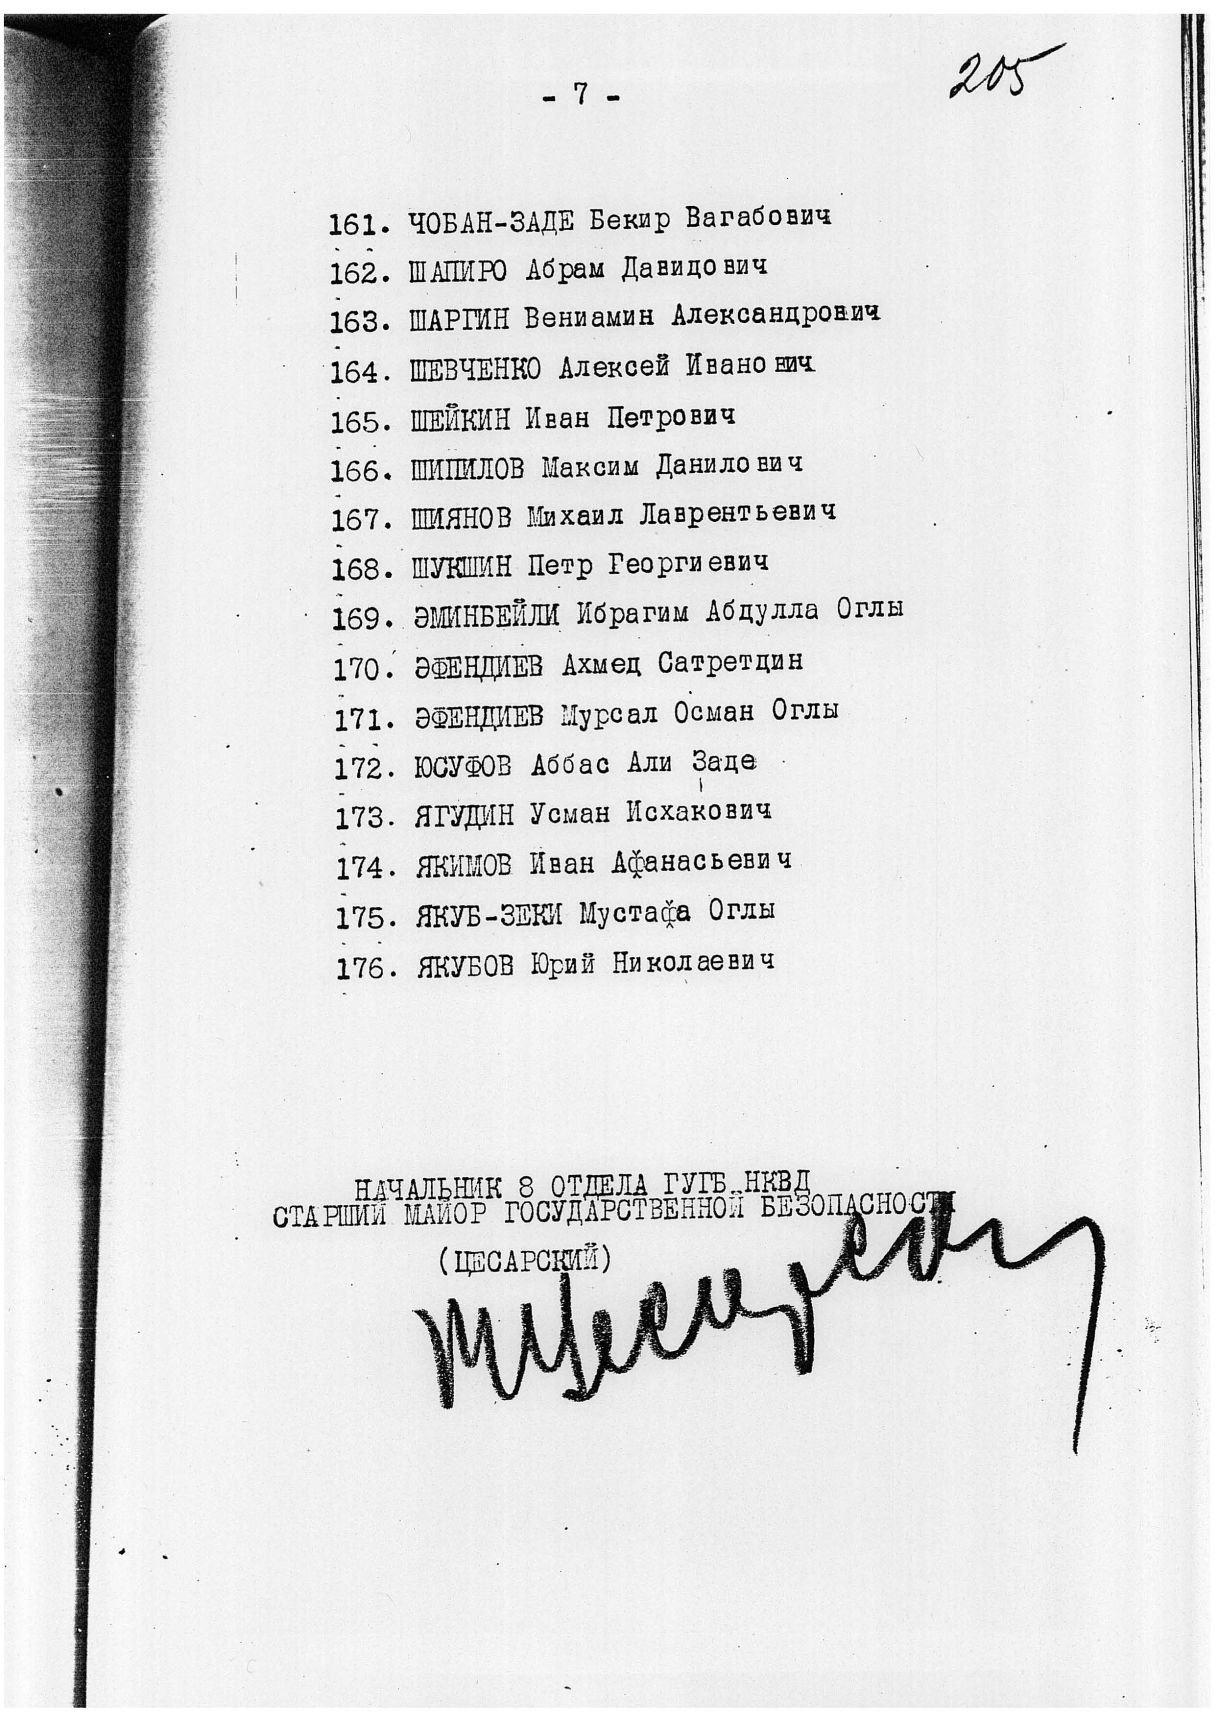 205
- 7 -
161. ЧОБАН-ЗАДЕ Бекир Вагабович
162. ШАПИРО Абрам Давидович
163. ШАРГИН Вениамин Александрович
164. ШЕВЧЕНКО Алексей Иванович
165. ШЕЙКИН Иван Петрович
166. ШИПИЛОВ Максим Данилович
167. ШИЯНОВ Михаил Лаврентьевич
168. ШУКШИН Петр Георгиевич
169. ЭМИНБЕЙЛИ Ибрагим Абдулла Оглы
170. ЭФЕНДИЕВ Ахмед Сатретдин
171. ЭФЕНДИЕВ Мурсал Осман Оглы
172. ЮСУФОВ Аббас Али Заде
173. ЯГУДИН Усман Исхакович
174. ЯКИМОВ Иван Афанасьевич
175. ЯКУБ-ЗЕКИ Мустафа Оглы
176. ЯКУБОВ Юрий Николаевич
НАЧАЛЬНИК 8 ОТДЕЛА ГУГБ НКВД
СТАРШИЙ МАЙОР ГОСУДАРСТВЕННОЙ БЕЗОПАСНОСТИ
(ЦЕСАРСКИЙ)